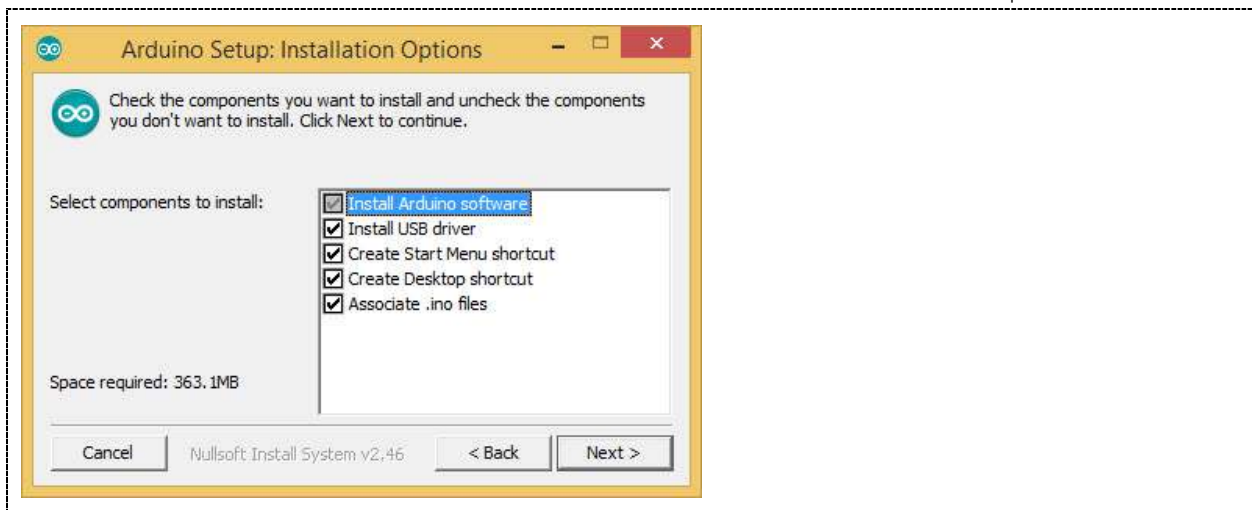 Arduino Setup: Installation Options
Check the components you want to install and uncheck the components
you don't want to install. Click Next to continue.
Select components to install:
Install Arduino software
Install USB driver
Create Start Menu shortcut
Create Desktop shortcut
Associate .ino files
Space required: 363.1MB
Cancel
Nullsoft Install System v2.46
< Back
Next >